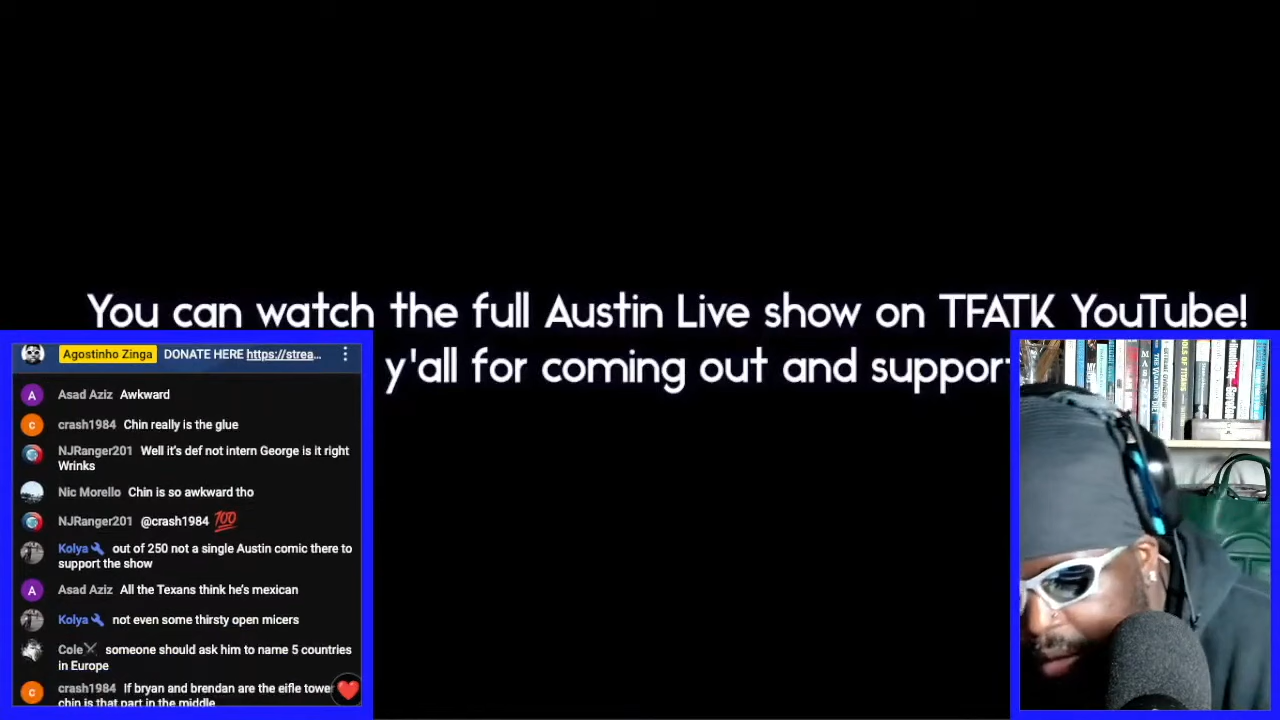 You can watch the full Austin Live show on TFATK YouTube!
y'all for coming out and support
Agostinho Zinga DONATE HERE https://strea...
A Asad Aziz Awkward
c crash1984 Chin really is the glue
NJRanger201 Well it's def not intern George is it right
Wrinks
Nic Morello Chin is so awkward tho
NJRanger201 @crash1984 💯
Kolya🔧 out of 250 not a single Austin comic there to
support the show
A Asad Aziz All the Texans think he's mexican
Kolya🔧 not even some thirsty open micers
Cole⚔ someone should ask him to name 5 countries
in Europe
c crash1984 If bryan and brendan are the eifle towe
chin is that part in the middle
THE WARRIOR DIET